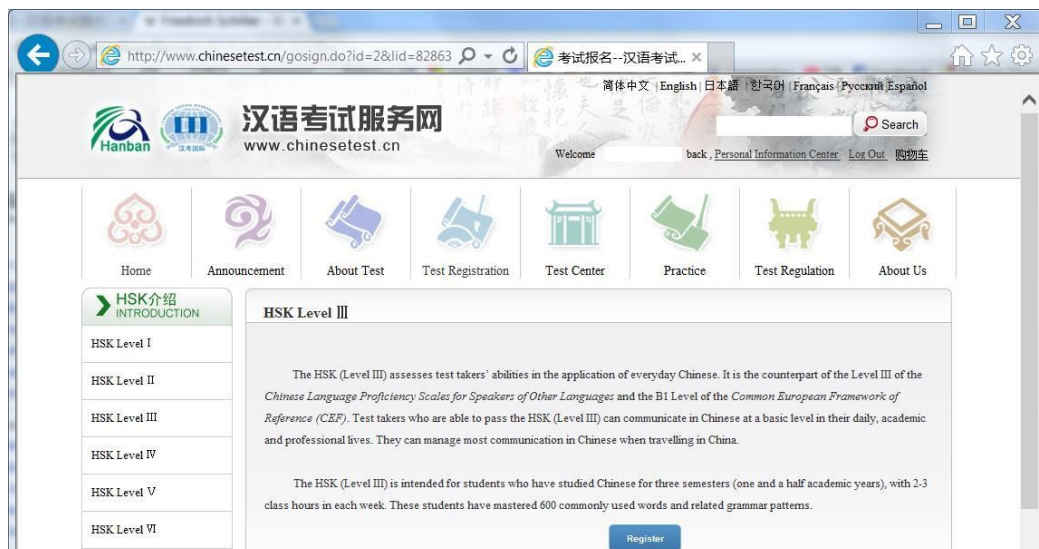 http://www.chinesetest.cn/gosign.do?id=2&lid=82863
考试报名--汉语考试...
简体中文 | English | 日本語 | 한국어 | Français | Русский Español
Hanban
汉考国际
汉语考试服务网
www.chinesetest.cn
Search
Welcome back , Personal Information Center Log Out 购物车
Home
Announcement
About Test
Test Registration
Test Center
Practice
Test Regulation
About Us
HSK介绍
INTRODUCTION
HSK Level I
HSK Level II
HSK Level III
HSK Level IV
HSK Level V
HSK Level VI
HSK Level III
The HSK (Level III) assesses test takers' abilities in the application of everyday Chinese. It is the counterpart of the Level III of the
Chinese Language Proficiency Scales for Speakers of Other Languages and the B1 Level of the Common European Framework of
Reference (CEF). Test takers who are able to pass the HSK (Level III) can communicate in Chinese at a basic level in their daily, academic
and professional lives. They can manage most communication in Chinese when travelling in China.
The HSK (Level III) is intended for students who have studied Chinese for three semesters (one and a half academic years), with 2-3
class hours in each week. These students have mastered 600 commonly used words and related grammar patterns.
Register